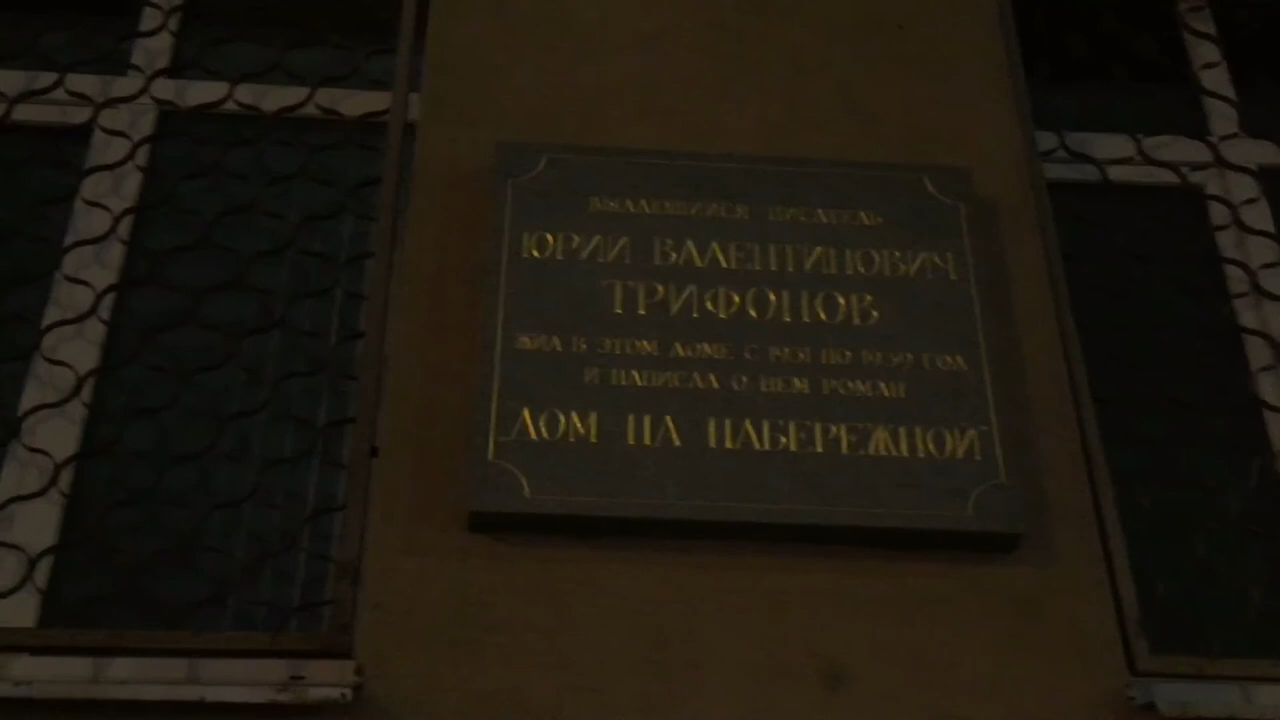 ВЫДАЮЩИЙСЯ ПИСАТЕЛЬ
ЮРИЙ ВАЛЕНТИНОВИЧ
ТРИФОНОВ
ЖИЛ В ЭТОМ ДОМЕ С 1931 ПО 1939 ГОД
И НАПИСАЛ О НЕМ РОМАН
ДОМ НА НАБЕРЕЖНОЙ